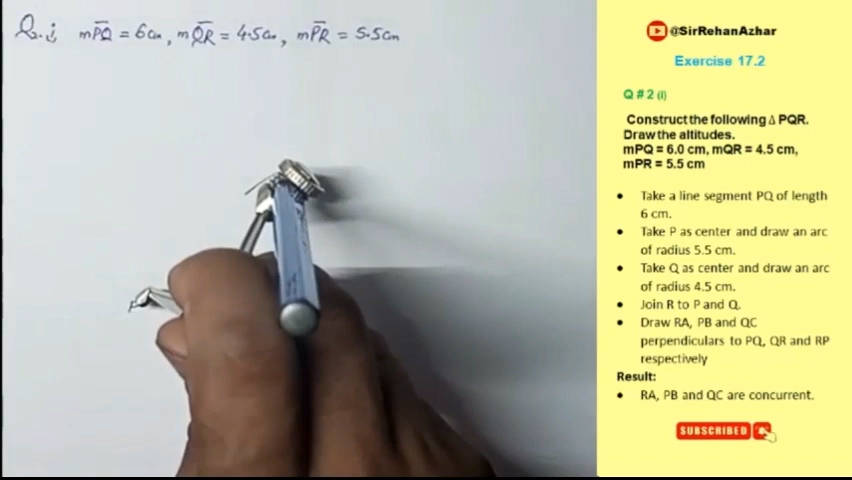 Q.2.i mPQ = 6cm, mQR = 4.5cm, mPR = 5.5cm
@SirRehanAzhar
Exercise 17.2
Q # 2 (i)
Construct the following Δ PQR.
Draw the altitudes.
mPQ = 6.0 cm, mQR = 4.5 cm,
mPR = 5.5 cm
• Take a line segment PQ of length
6 cm.
• Take P as center and draw an arc
of radius 5.5 cm.
• Take Q as center and draw an arc
of radius 4.5 cm.
• Join R to P and Q.
• Draw RA, PB and QC
perpendiculars to PQ, QR and RP
respectively
Result:
• RA, PB and QC are concurrent.
SUBSCRIBED